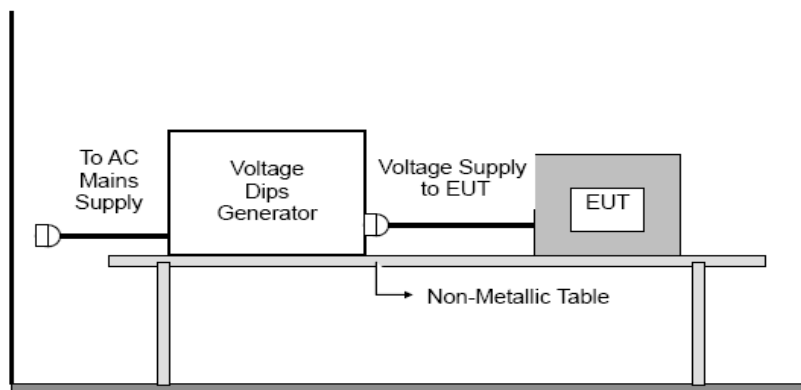 To AC
Mains
Supply
Voltage
Dips
Generator
Voltage Supply
to EUT
EUT
Non-Metallic Table